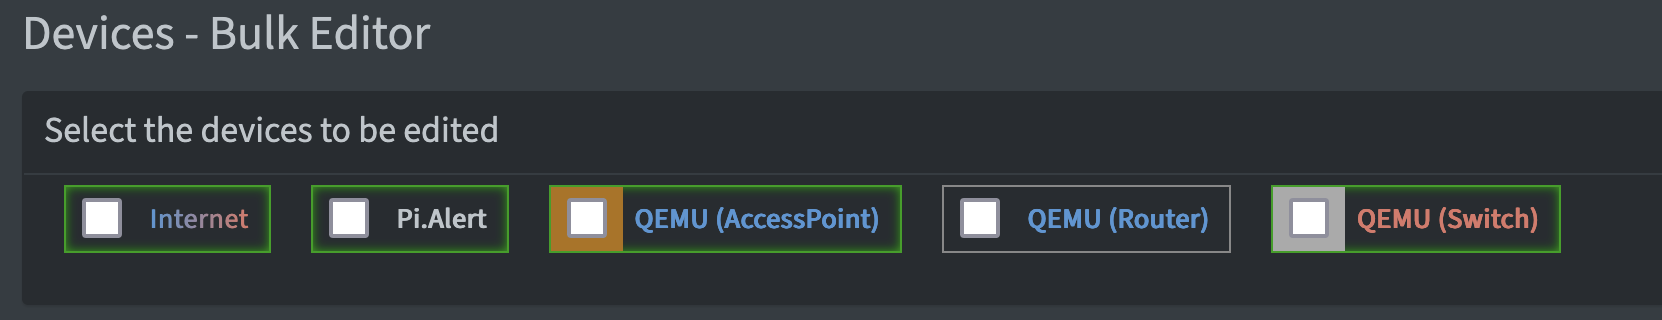 Devices - Bulk Editor
Select the devices to be edited
Internet Pi.Alert QEMU (AccessPoint) QEMU (Router) QEMU (Switch)